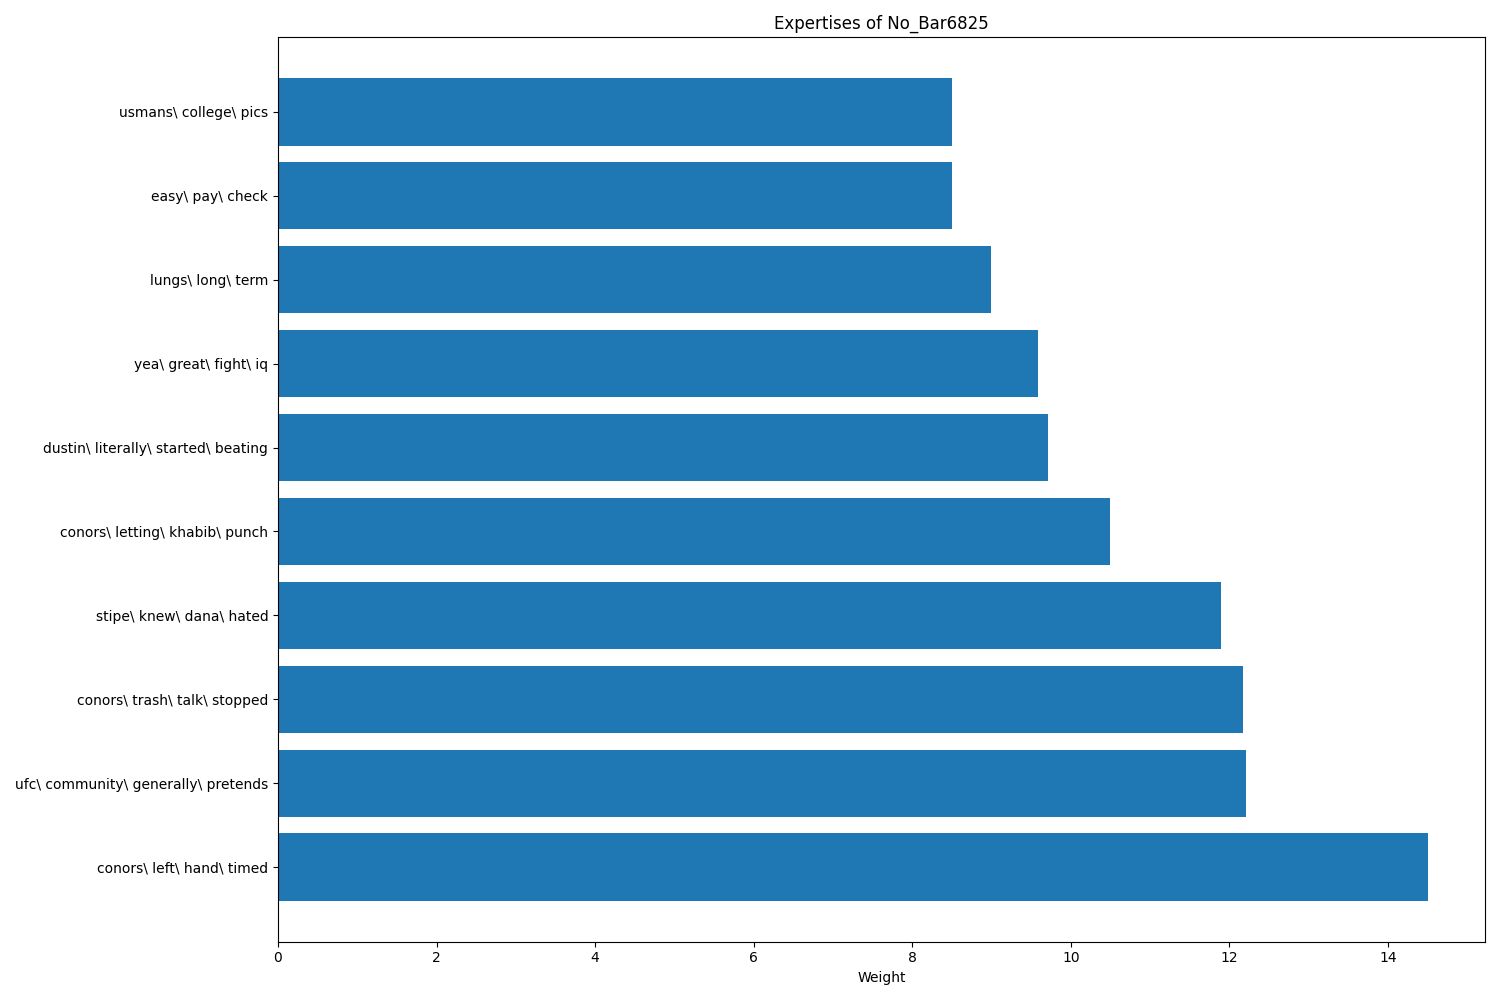 Expertises of No_Bar6825
usmans\ college\ pics
easy\ pay\ check
lungs\ long\ term
yea\ great\ fight\ iq
dustin\ literally\ started\ beating
conors\ letting\ khabib\ punch
stipe\ knew\ dana\ hated
conors\ trash\ talk\ stopped
ufc\ community\ generally\ pretends
conors\ left\ hand\ timed
0 2 4 6 8 10 12 14
Weight